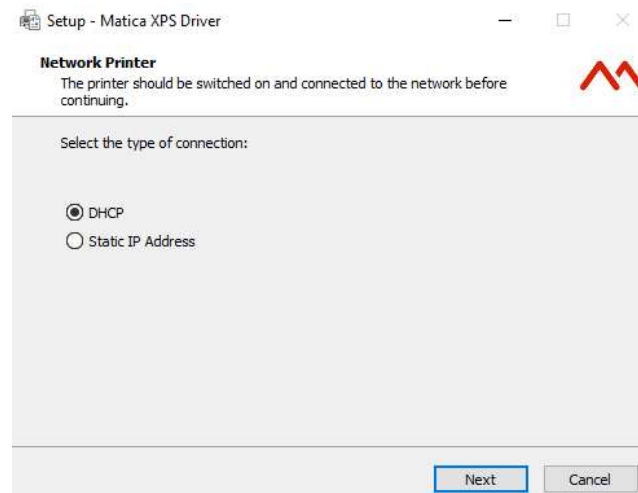 Setup - Matica XPS Driver
Network Printer
The printer should be switched on and connected to the network before
continuing.
Select the type of connection:
DHCP
Static IP Address
Next
Cancel